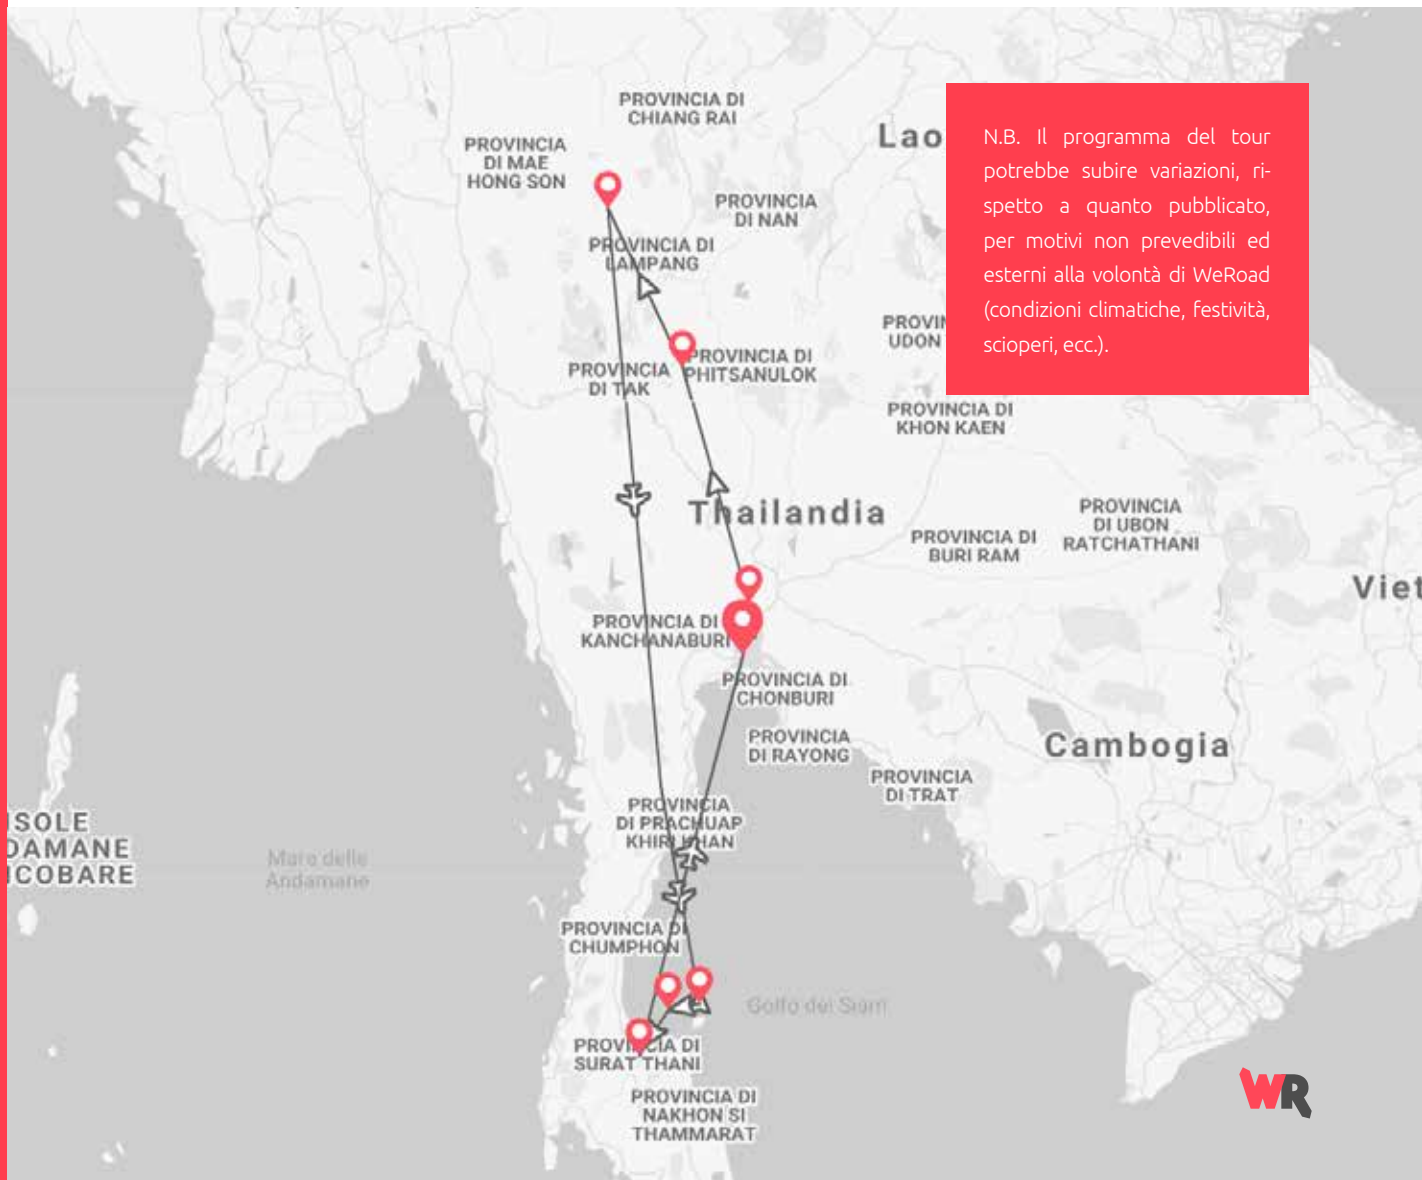 PROVINCIA DI
CHIANG RAI
PROVINCIA
DI MAE
HONG SON
Lao
N.B. Il programma del tour
potrebbe subire variazioni, ri-
spetto a quanto pubblicato,
per motivi non prevedibili ed
esterni alla volontà di WeRoad
(condizioni climatiche, festività,
scioperi, ecc.).
PROVINCIA
DI NAN
PROVINCIA DI
LAMPANG
PROVIN
UDON
PROVINCIA DI
PHITSANULOK
PROVINCIA
DI TAK
PROVINCIA DI
KHON KAEN
Thailandia
PROVINCIA
DI UBON
RATCHATHANI
PROVINCIA DI
BURI RAM
Viet
PROVINCIA DI
KANCHANABURI
PROVINCIA DI
CHONBURI
PROVINCIA
DI RAYONG
Cambogia
PROVINCIA
DI TRAT
PROVINCIA
DI PRACHUAP
KHIRI KHAN
ISOLE
DAMANE
ICOBARE
Mare delle
Andamane
PROVINCIA DI
CHUMPHON
Golfo del Siam
PROVINCIA DI
SURAT THANI
PROVINCIA DI
NAKHON SI
THAMMARAT
WR